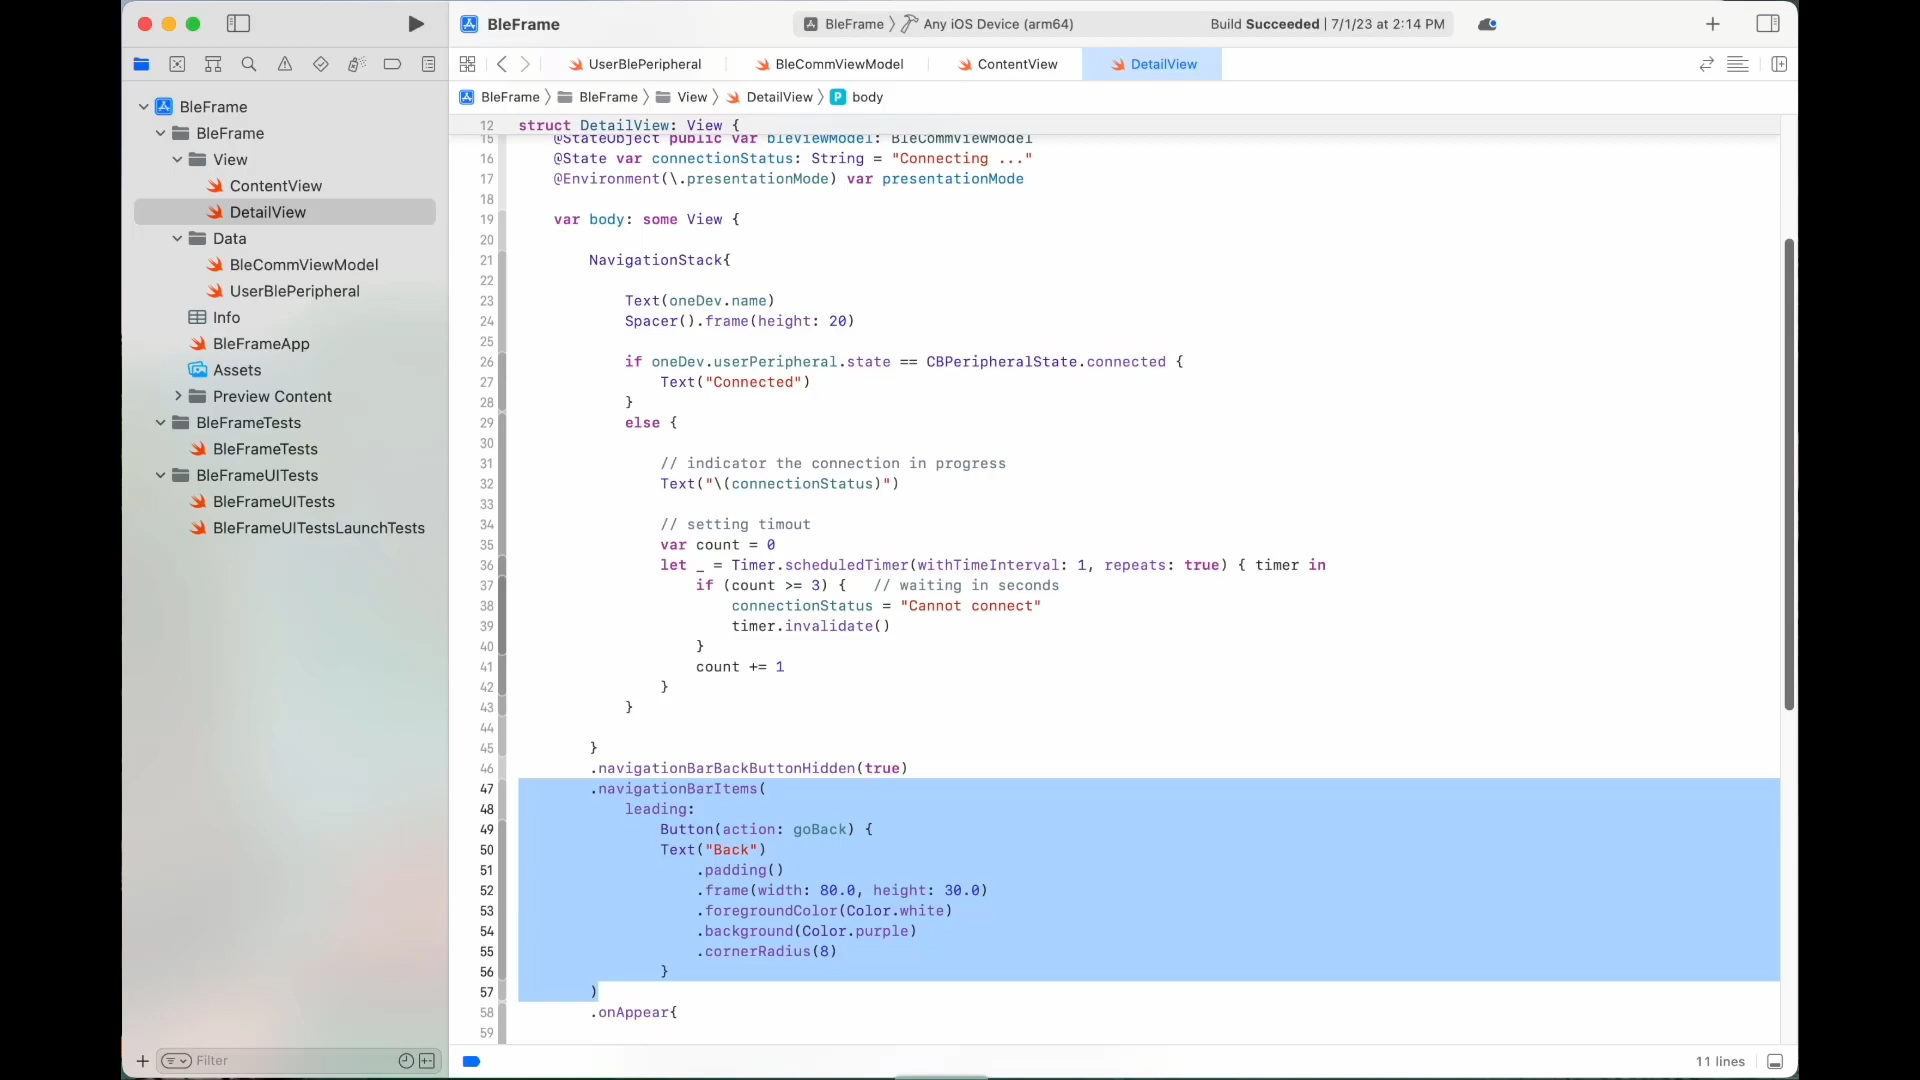 BleFrame
BleFrame
Any iOS Device (arm64)
Build Succeeded | 7/1/23 at 2:14 PM
UserBlePeripheral
BleCommViewModel
ContentView
DetailView
BleFrame
BleFrame
View
DetailView
P body
BleFrame
BleFrame
View
ContentView
DetailView
Data
BleCommViewModel
UserBlePeripheral
Info
BleFrameApp
Assets
Preview Content
BleFrameTests
BleFrameTests
BleFrameUITests
BleFrameUITests
BleFrameUITestsLaunchTests
Filter
12 struct DetailView: View {
15 @StateObject public var bleViewModel: BleCommViewModel
16 @State var connectionStatus: String = "Connecting ..."
17 @Environment(\.presentationMode) var presentationMode
18
19 var body: some View {
20
21 NavigationStack{
22
23 Text(oneDev.name)
24 Spacer().frame(height: 20)
25
26 if oneDev.userPeripheral.state == CBPeripheralState.connected {
27 Text("Connected")
28 }
29 else {
30
31 // indicator the connection in progress
32 Text("\(connectionStatus)")
33
34 // setting timout
35 var count = 0
36 let _ = Timer.scheduledTimer(withTimeInterval: 1, repeats: true) { timer in
37 if (count >= 3) { // waiting in seconds
38 connectionStatus = "Cannot connect"
39 timer.invalidate()
40 }
41 count += 1
42 }
43 }
44
45 }
46 .navigationBarBackButtonHidden(true)
47 .navigationBarItems(
48 leading:
49 Button(action: goBack) {
50 Text("Back")
51 .padding()
52 .frame(width: 80.0, height: 30.0)
53 .foregroundColor(Color.white)
54 .background(Color.purple)
55 .cornerRadius(8)
56 }
57 )
58 .onAppear{
59
11 lines